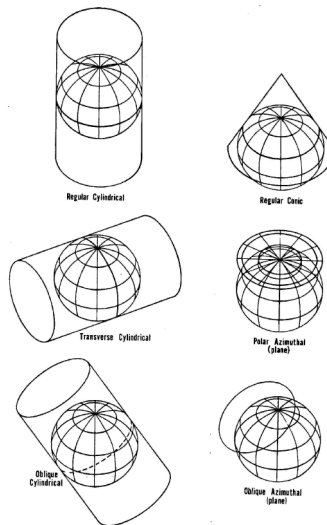 Regular Cylindrical
Regular Conic
Transverse Cylindrical
Polar Azimuthal
(plane)
Oblique
Cylindrical
Oblique Azimuthal
(plane)